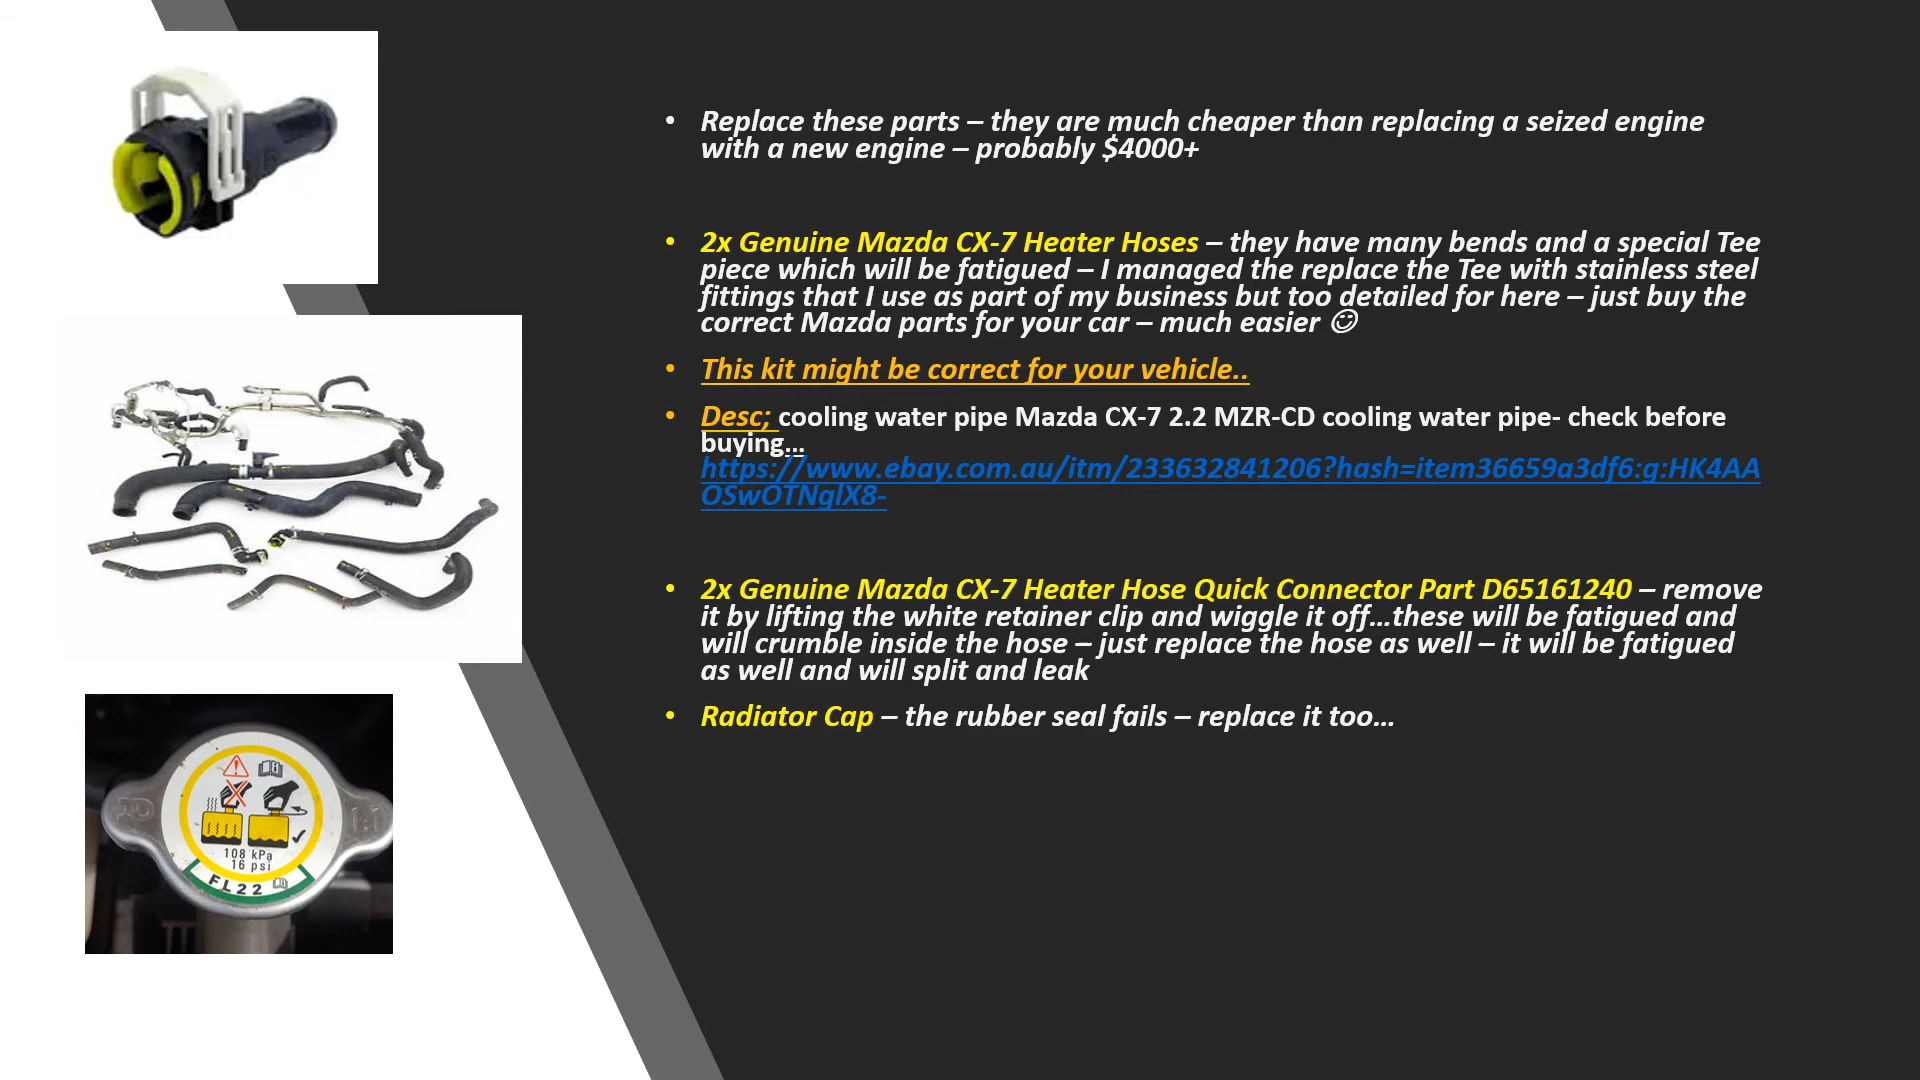 Replace these parts – they are much cheaper than replacing a seized engine
with a new engine – probably $4000+
2x Genuine Mazda CX-7 Heater Hoses – they have many bends and a special Tee
piece which will be fatigued – I managed the replace the Tee with stainless steel
fittings that I use as part of my business but too detailed for here – just buy the
correct Mazda parts for your car – much easier ☺
This kit might be correct for your vehicle..
Desc; cooling water pipe Mazda CX-7 2.2 MZR-CD cooling water pipe- check before
buying…
https://www.ebay.com.au/itm/233632841206?hash=item36659a3df6:g:HK4AA
OSwOTNglX8-
2x Genuine Mazda CX-7 Heater Hose Quick Connector Part D65161240 – remove
it by lifting the white retainer clip and wiggle it off…these will be fatigued and
will crumble inside the hose – just replace the hose as well – it will be fatigued
as well and will split and leak
Radiator Cap – the rubber seal fails – replace it too…
108 kPa
16 psi
FL22